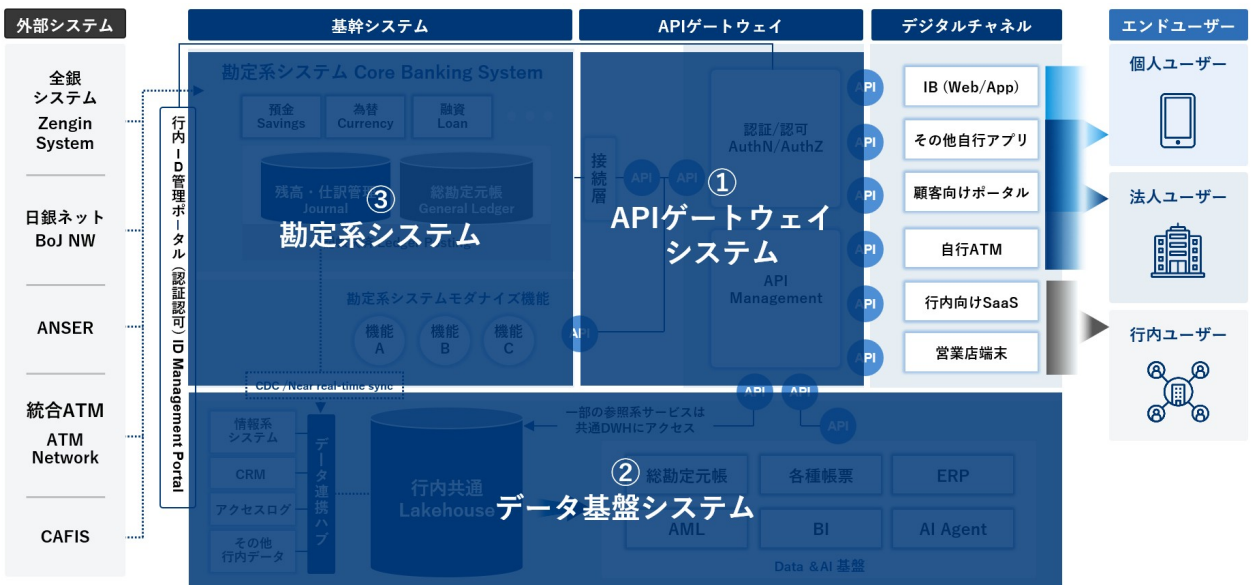 外部システム
基幹システム
APIゲートウェイ
デジタルチャネル
エンドユーザー
全銀
システム
Zengin
System
日銀ネット
BoJ NW
ANSER
統合ATM
ATM
Network
CAFIS
行内ID管理ポータル(認証認可) ID Management Portal
勘定系システム Core Banking System
預金
Savings
為替
Currency
融資
Loan
残高・仕訳管理
Journal
総勘定元帳
General Ledger
③
勘定系システム
勘定系システムモダナイズ機能
機能
A
機能
B
機能
C
CDC /Near real-time sync
接続層
API
API
API
認証/認可
AuthN/AuthZ
①
APIゲートウェイ
システム
API
Management
API
API
API
API
API
API
IB (Web/App)
その他自行アプリ
顧客向けポータル
自行ATM
行内向けSaaS
営業店端末
個人ユーザー
法人ユーザー
行内ユーザー
API
API
API
一部の参照系サービスは
共通DWHにアクセス
情報系
システム
CRM
アクセスログ
その他
行内データ
データ連携ハブ
行内共通
Lakehouse
②
データ基盤システム
総勘定元帳
各種帳票
ERP
AML
BI
AI Agent
Data &AI 基盤